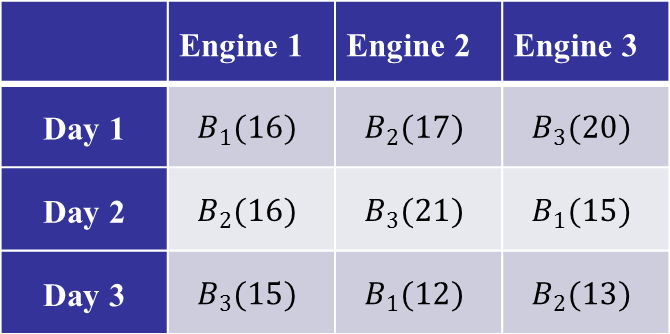 Engine 1 Engine 2 Engine 3
Day 1 B₁(16) B₂(17) B₃(20)
Day 2 B₂(16) B₃(21) B₁(15)
Day 3 B₃(15) B₁(12) B₂(13)